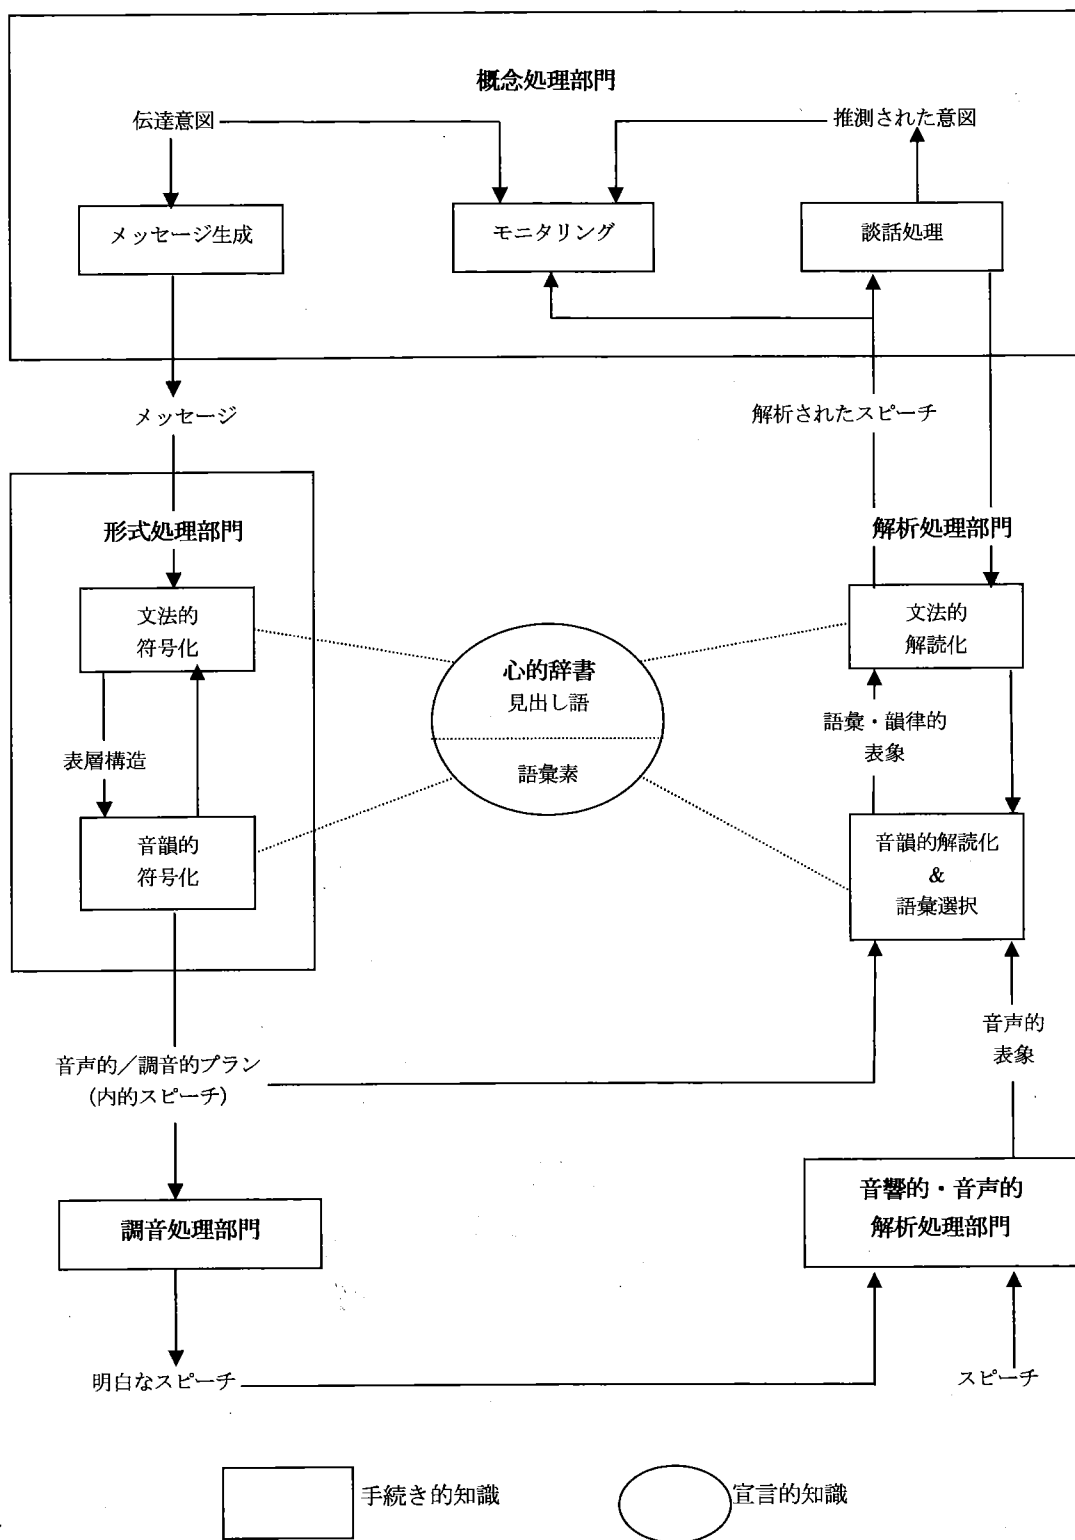 概念処理部門
伝達意図
推測された意図
メッセージ生成
モニタリング
談話処理
メッセージ
解析されたスピーチ
形式処理部門
解析処理部門
文法的
符号化
文法的
解読化
心的辞書
見出し語
語彙素
表層構造
語彙・韻律的
表象
音韻的
符号化
音韻的解読化
&
語彙選択
音声的
表象
音声的／調音的プラン
(内的スピーチ)
調音処理部門
音響的・音声的
解析処理部門
明白なスピーチ
スピーチ
手続き的知識
宣言的知識